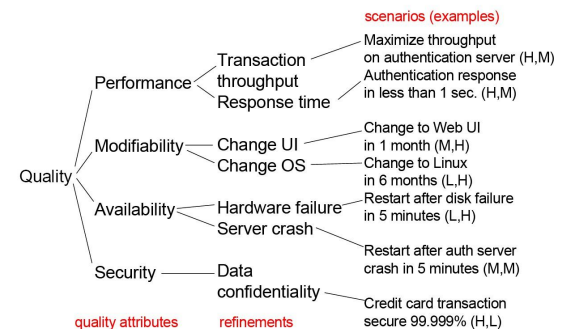 scenarios (examples)
Maximize throughput
on authentication server (H,M)
Transaction
throughput
Authentication response
in less than 1 sec. (H,M)
Performance
Response time
Change to Web UI
in 1 month (M,H)
Modifiability
Change UI
Change OS
Change to Linux
in 6 months (L,H)
Quality
Restart after disk failure
in 5 minutes (L,H)
Availability
Hardware failure
Server crash
Restart after auth server
crash in 5 minutes (M,M)
Security
Data
confidentiality
Credit card transaction
secure 99.999% (H,L)
quality attributes
refinements